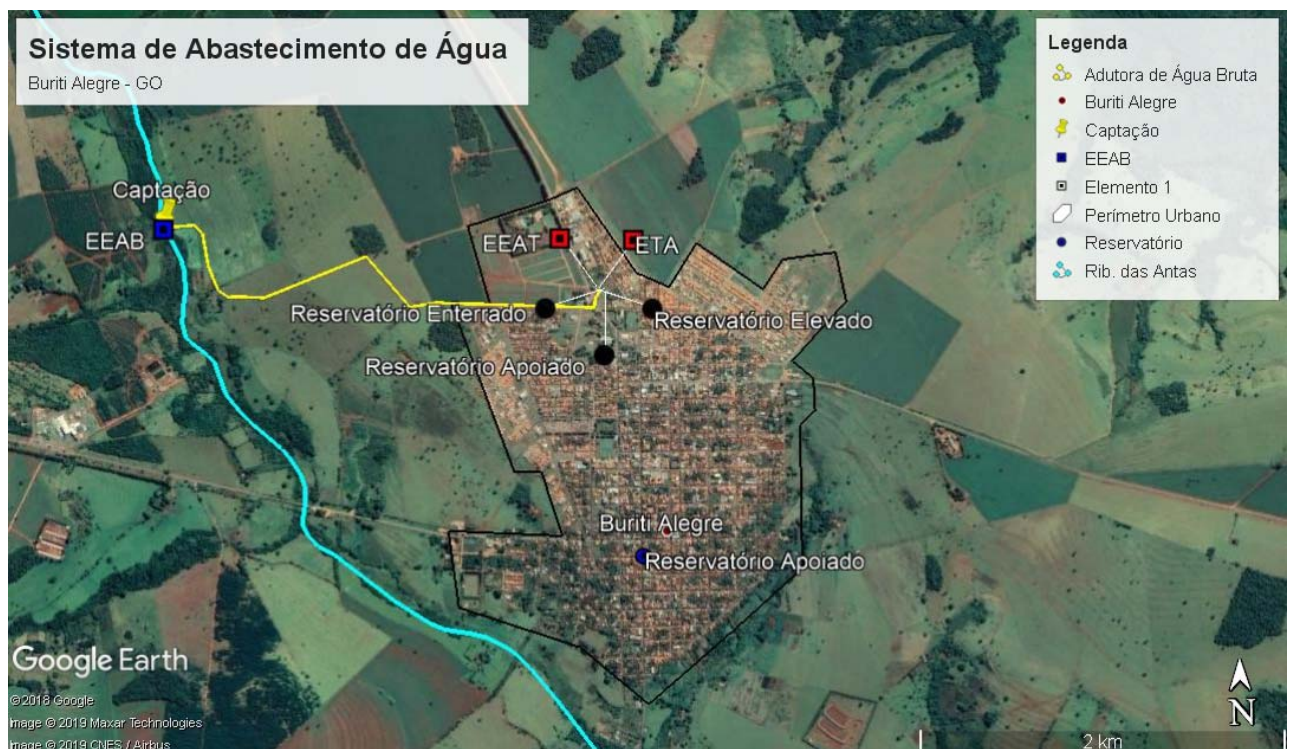 Sistema de Abastecimento de Água
Buriti Alegre - GO
Legenda
Adutora de Água Bruta
Buriti Alegre
Captação
EEAB
Elemento 1
Perímetro Urbano
Reservatório
Rib. das Antas
Captação
EEAB
EEAT
ETA
Reservatório Enterrado
Reservatório Elevado
Reservatório Apoiado
Buriti Alegre
Reservatório Apoiado
Google Earth
©2018 Google
Image © 2019 Maxar Technologies
Image © 2019 CNES / Airbus
N
2 km